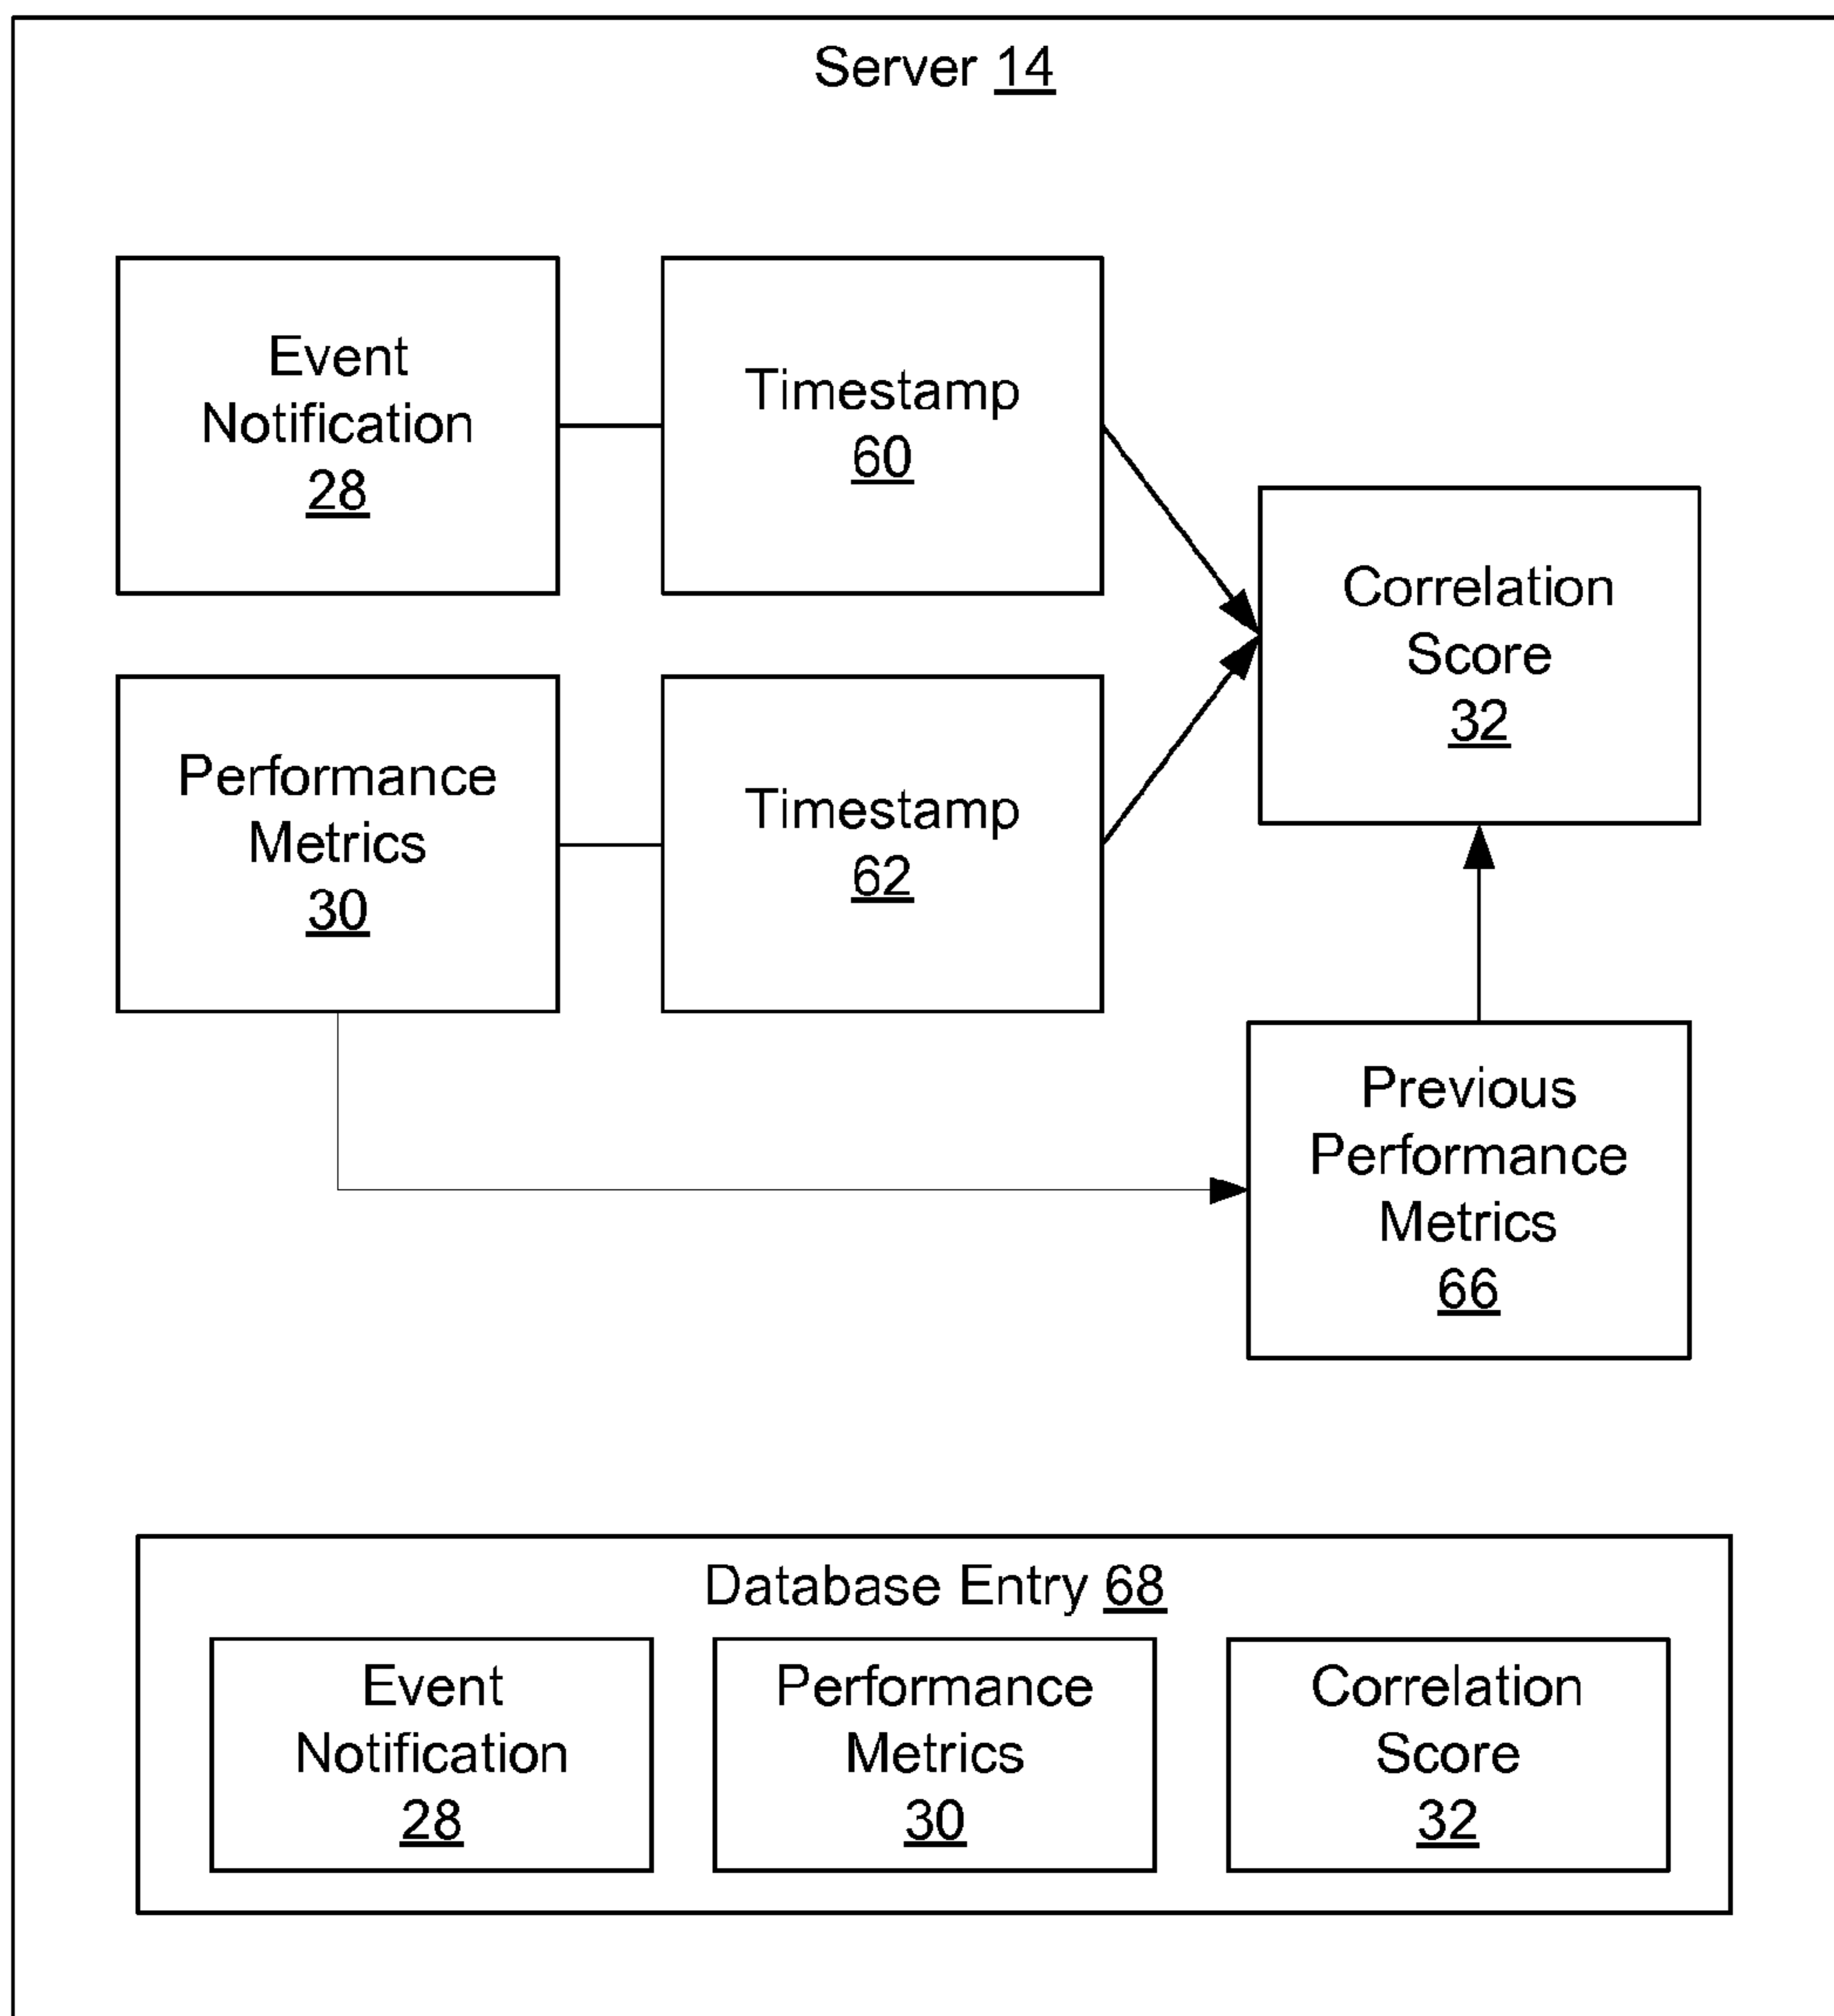 Server 14
Event
Notification
28
Timestamp
60
Correlation
Score
32
Performance
Metrics
30
Timestamp
62
Previous
Performance
Metrics
66
Database Entry 68
Event
Notification
28
Performance
Metrics
30
Correlation
Score
32